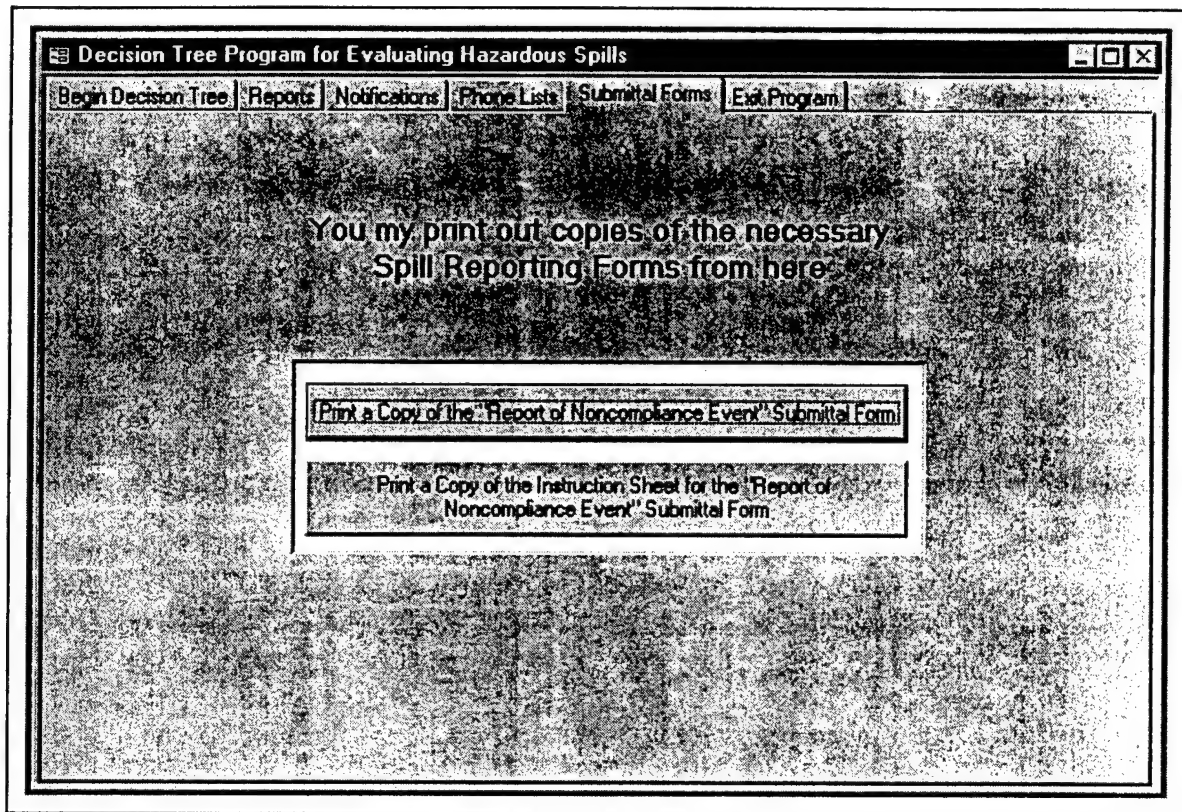 Decision Tree Program for Evaluating Hazardous Spills
Begin Decision Tree Reports Notifications Phone Lists Submittal Forms Exit Program
You my print out copies of the necessary
Spill Reporting Forms from here
Print a Copy of the "Report of Noncompliance Event" Submittal Form
Print a Copy of the Instruction Sheet for the "Report of
Noncompliance Event" Submittal Form